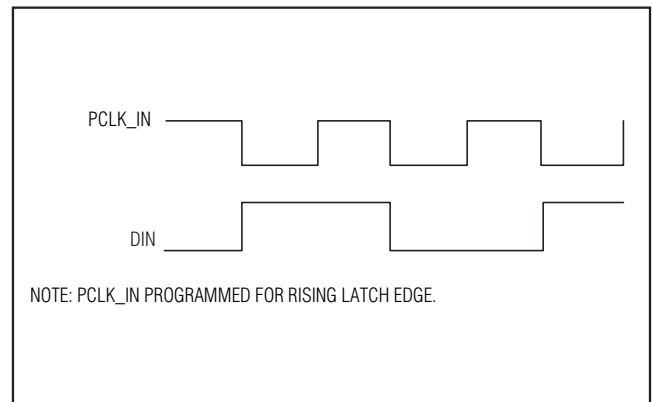 PCLK_IN
DIN
NOTE: PCLK_IN PROGRAMMED FOR RISING LATCH EDGE.